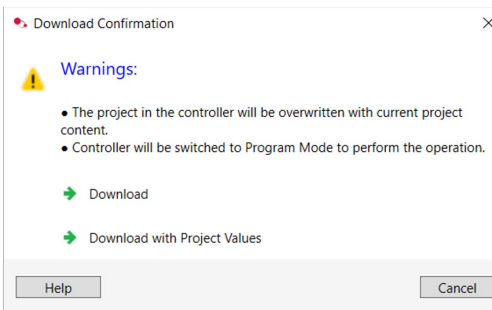 Download Confirmation
Warnings:
● The project in the controller will be overwritten with current project
content.
● Controller will be switched to Program Mode to perform the operation.
Download
Download with Project Values
Help
Cancel